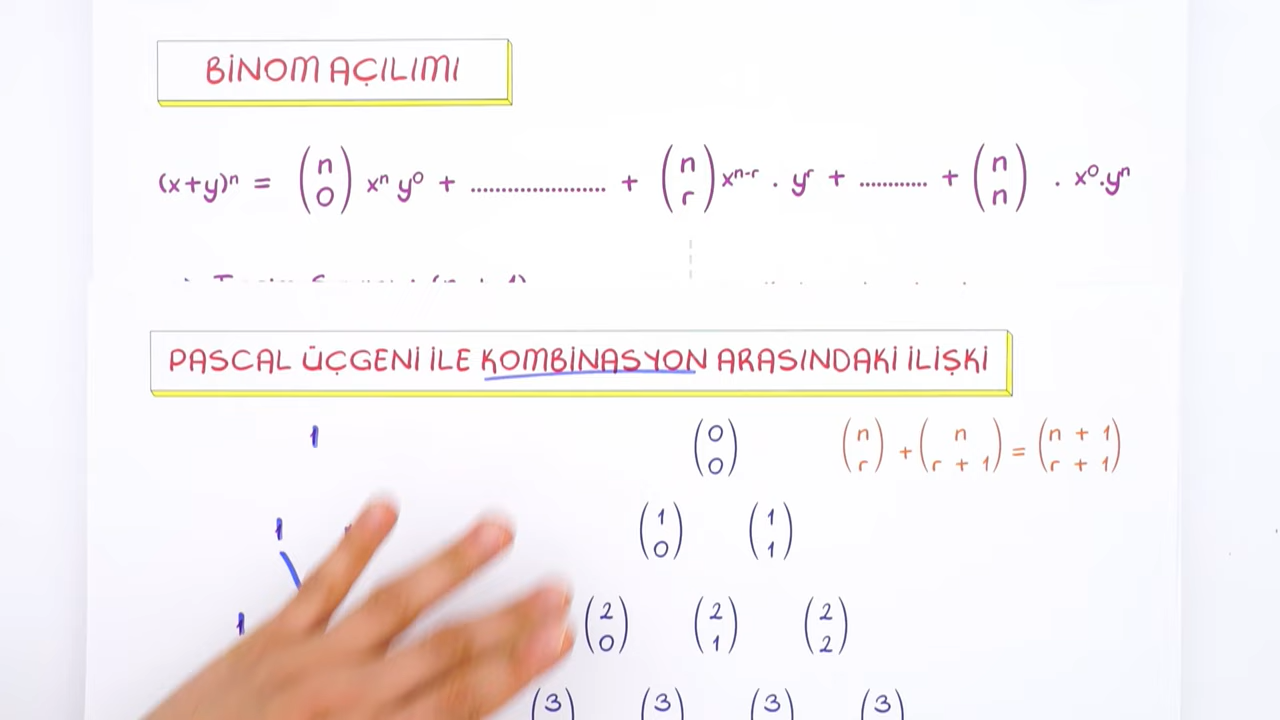 BİNOM AÇILIMI
(x+y)ⁿ = (n 0) xⁿ y⁰ + ...................... + (n r) xⁿ⁻ʳ . yʳ + ............ + (n n) . x⁰.yⁿ
PASCAL ÜÇGENİ İLE KOMBİNASYON ARASINDAKİ İLİŞKİ
1 (0 0) (n r) + (n r + 1) = (n + 1 r + 1)
1 (1 0) (1 1)
1 (2 0) (2 1) (2 2)
(3 (3 (3 (3